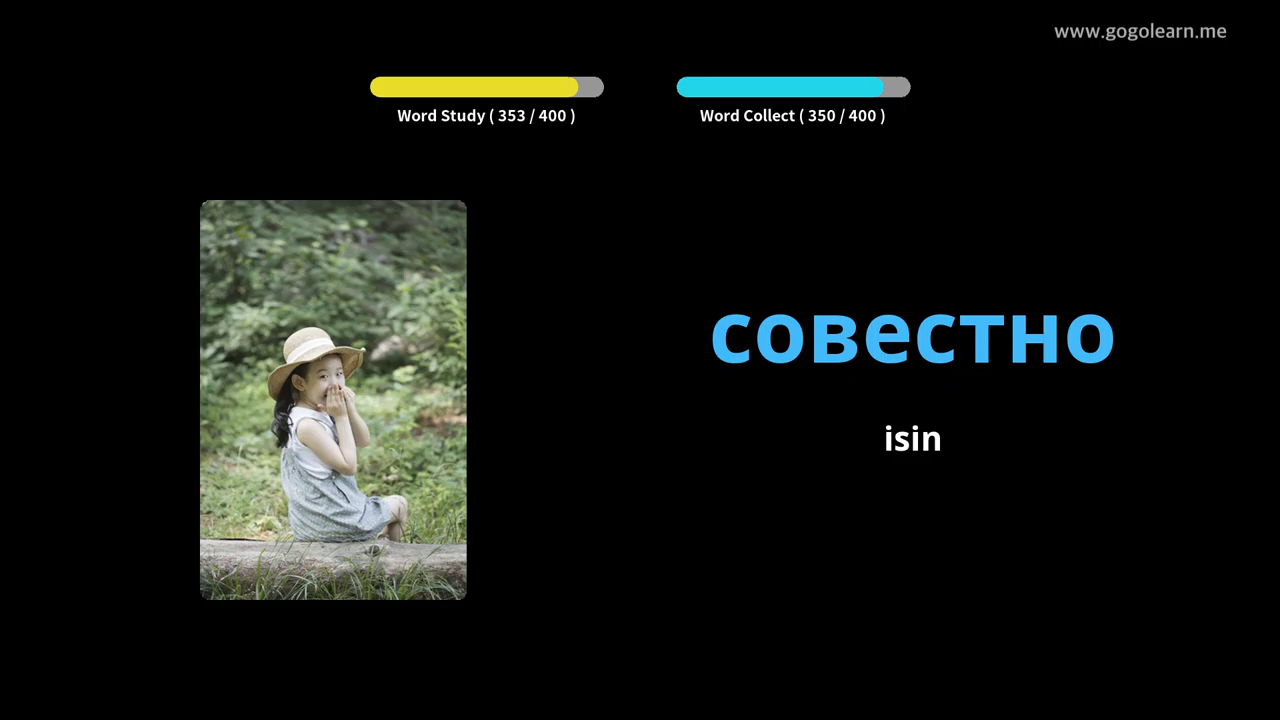 www.gogolearn.me
Word Study ( 353 / 400 )
Word Collect ( 350 / 400 )
совестно
isin